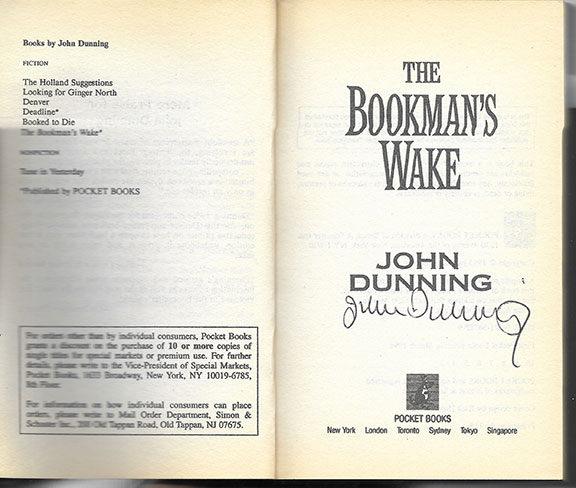 Books by John Dunning
FICTION
The Holland Suggestions
Looking for Ginger North
Denver
Deadline*
Booked to Die
The Bookman's Wake*
NONFICTION
Tune in Yesterday
*Published by POCKET BOOKS
For orders other than by individual consumers, Pocket Books
grants a discount on the purchase of 10 or more copies of
single titles for special markets or premium use. For further
details, please write to the Vice-President of Special Markets,
Pocket Books, 1633 Broadway, New York, NY 10019-6785,
8th Floor.
For information on how individual consumers can place
orders, please write to Mail Order Department, Simon &
Schuster Inc., 200 Old Tappan Road, Old Tappan, NJ 07675.
THE
BOOKMAN'S
WAKE
JOHN
DUNNING
John Dunning
POCKET BOOKS
New York London Toronto Sydney Tokyo Singapore